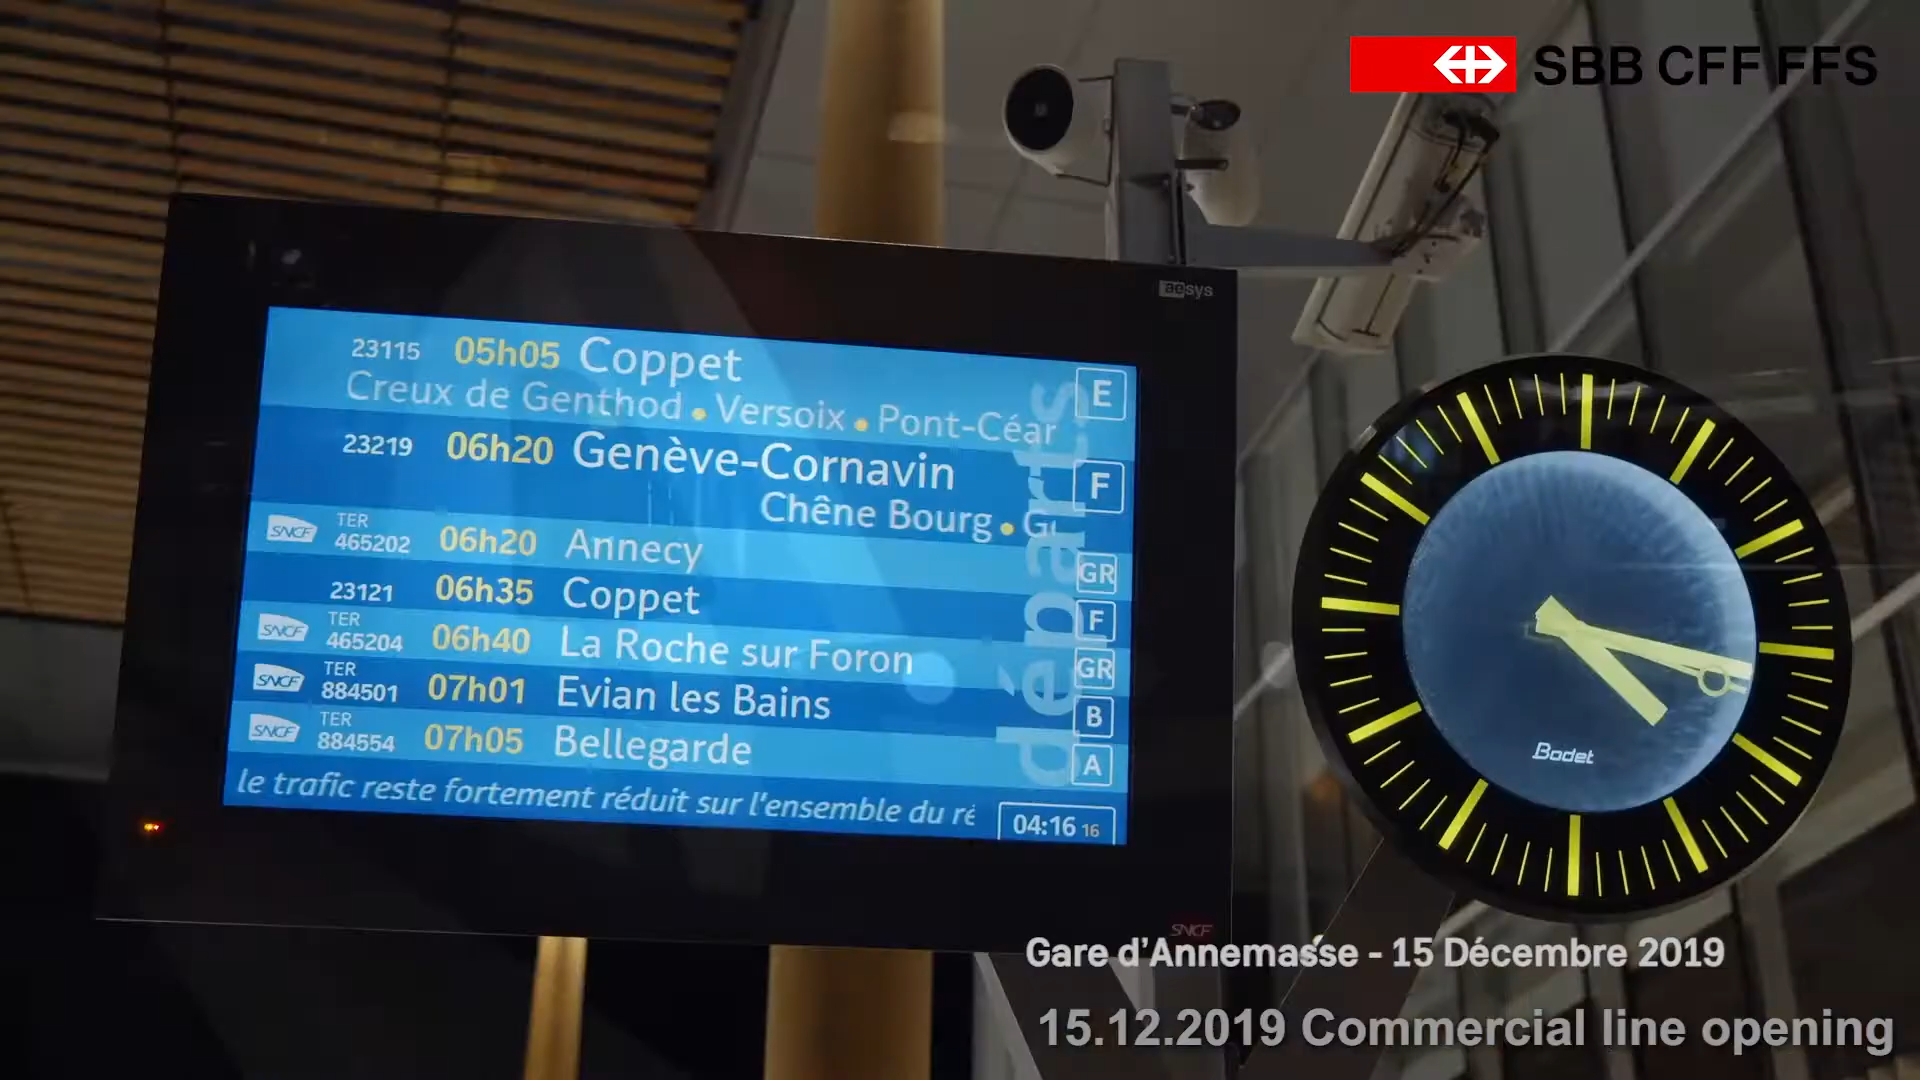 SBB CFF FFS
aesys
23115 05h05 Coppet E
Creux de Genthod • Versoix • Pont-Céar
23219 06h20 Genève-Cornavin F
Chêne Bourg •
SNCF TER 465202 06h20 Annecy GR
23121 06h35 Coppet F
SNCF TER 465204 06h40 La Roche sur Foron GR
SNCF TER 884501 07h01 Evian les Bains B
SNCF TER 884554 07h05 Bellegarde A
départs
le trafic reste fortement réduit sur l'ensemble du ré
04:16 16
Bodet
SNCF
Gare d'Annemasse - 15 Décembre 2019
15.12.2019 Commercial line opening